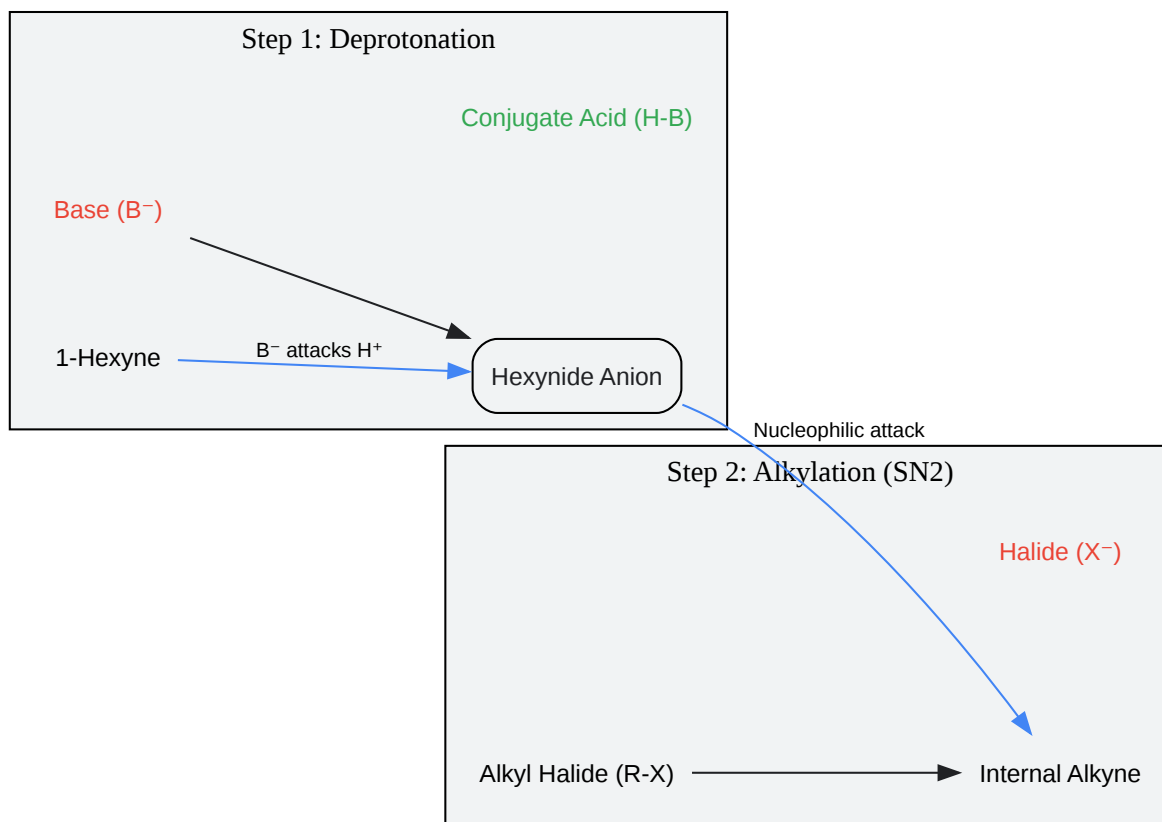 Step 1: Deprotonation
Conjugate Acid (H-B)
Base (B⁻)
1-Hexyne
B⁻ attacks H⁺
Hexynide Anion
Nucleophilic attack
Step 2: Alkylation (SN2)
Halide (X⁻)
Alkyl Halide (R-X)
Internal Alkyne